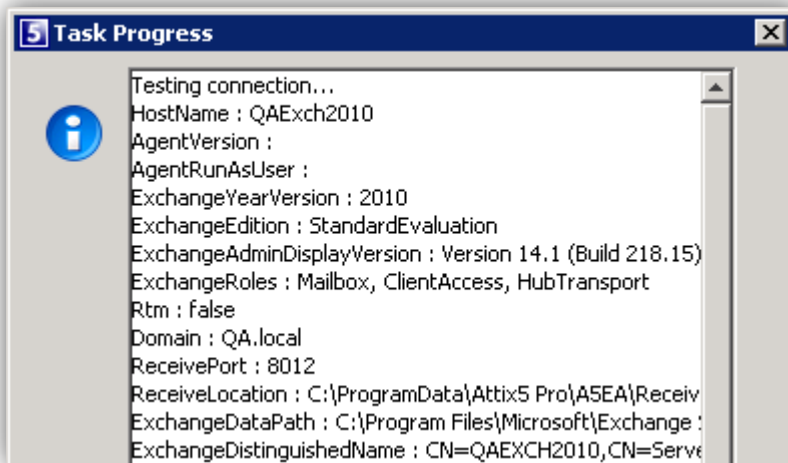 5 Task Progress
Testing connection...
HostName : QAExch2010
AgentVersion :
AgentRunAsUser :
ExchangeYearVersion : 2010
ExchangeEdition : StandardEvaluation
ExchangeAdminDisplayVersion : Version 14.1 (Build 218.15)
ExchangeRoles : Mailbox, ClientAccess, HubTransport
Rtm : false
Domain : QA.local
ReceivePort : 8012
ReceiveLocation : C:\ProgramData\Attix5 Pro\A5EA\Receiv
ExchangeDataPath : C:\Program Files\Microsoft\Exchange
ExchangeDistinguishedName : CN=QAEXCH2010,CN=Serve